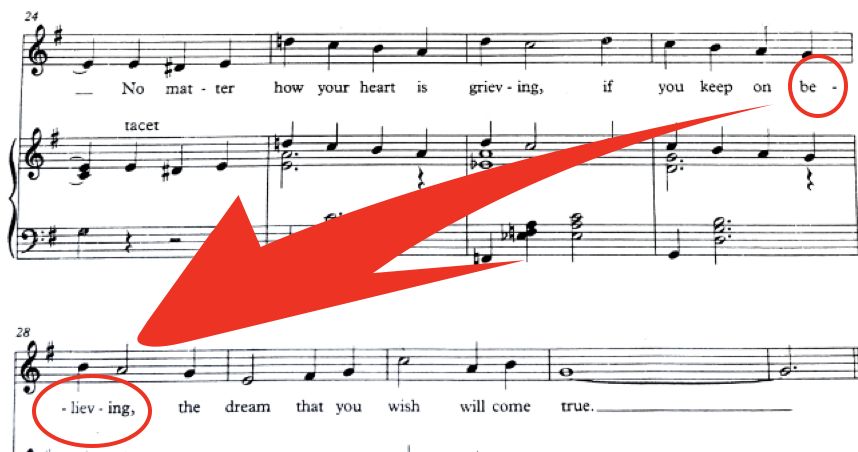 24
No mat - ter how your heart is griev - ing, if you keep on be -
tacet
28
- liev - ing, the dream that you wish will come true.